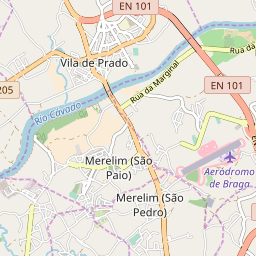 EN 101
Vila de Prado
Rua da
Rua da Marginal
EN 101
205
Rio Cávado
Merelim (São
Paio)
Aeródromo
de Braga
Merelim (São
Pedro)